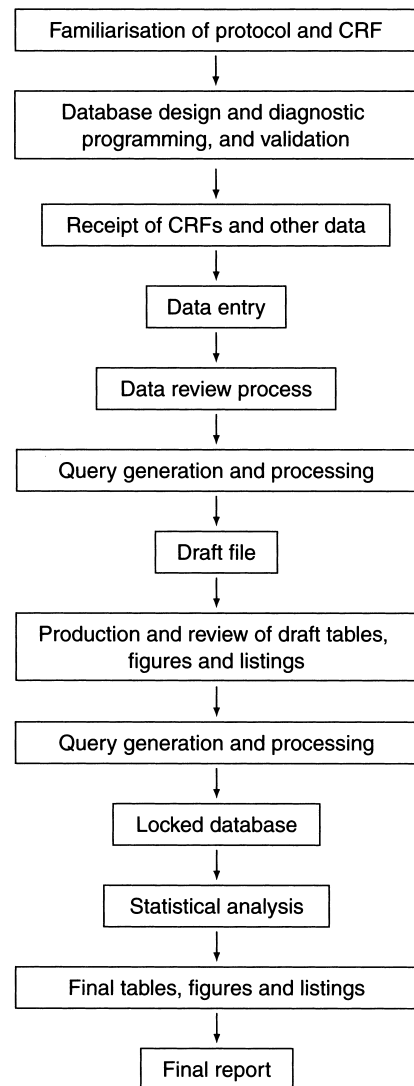 Familiarisation of protocol and CRF
Database design and diagnostic
programming, and validation
Receipt of CRFs and other data
Data entry
Data review process
Query generation and processing
Draft file
Production and review of draft tables,
figures and listings
Query generation and processing
Locked database
Statistical analysis
Final tables, figures and listings
Final report